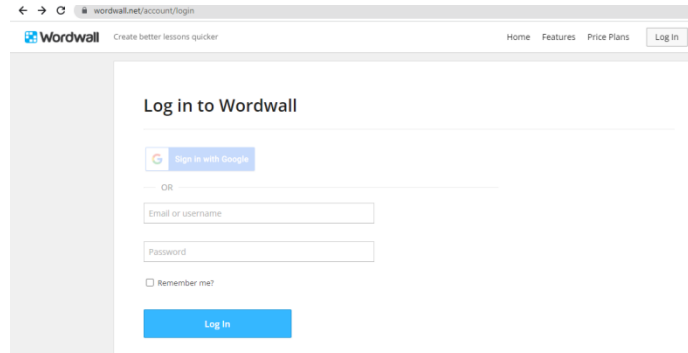 wordwall.net/account/login
Wordwall Create better lessons quicker Home Features Price Plans Log In
Log in to Wordwall
G Sign in with Google
OR
Email or username
Password
Remember me?
Log In